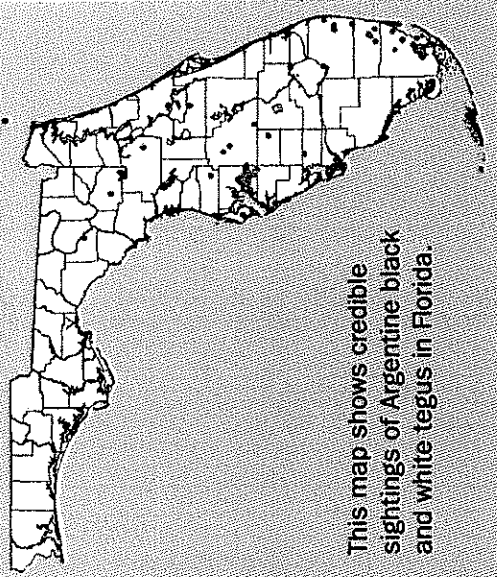 This map shows credible
sightings of Argentine black
and white tegus in Florida.